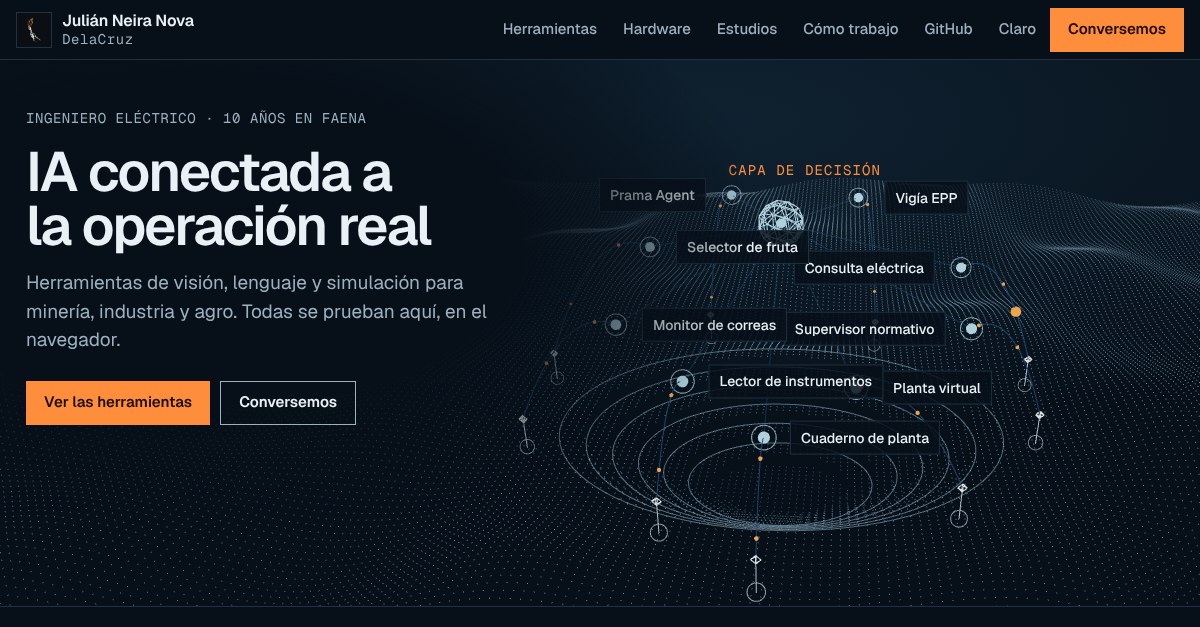 Julián Neira Nova
DelaCruz
Herramientas
Hardware
Estudios
Cómo trabajo
GitHub
Claro
Conversemos
INGENIERO ELÉCTRICO · 10 AÑOS EN FAENA
IA conectada a
la operación real
Herramientas de visión, lenguaje y simulación para
minería, industria y agro. Todas se prueban aquí, en el
navegador.
Ver las herramientas
Conversemos
CAPA DE DECISIÓN
Prama Agent
Vigía EPP
Selector de fruta
Consulta eléctrica
Monitor de correas
Supervisor normativo
Lector de instrumentos
Planta virtual
Cuaderno de planta